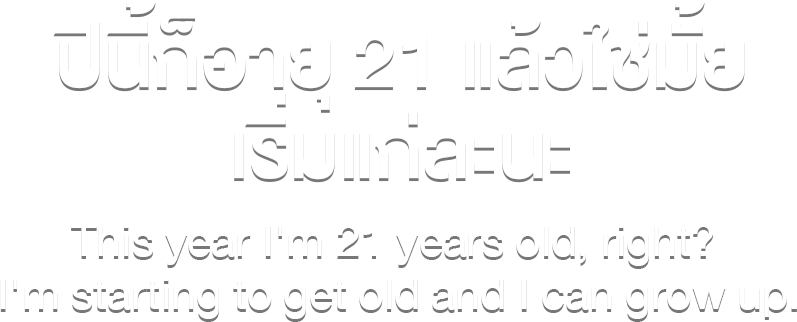 ปีนี้ก็อายุ 21 แล้วใช่มั้ย
เริ่มแก่ละนะ
This year I'm 21 years old, right?
I'm starting to get old and I can grow up.